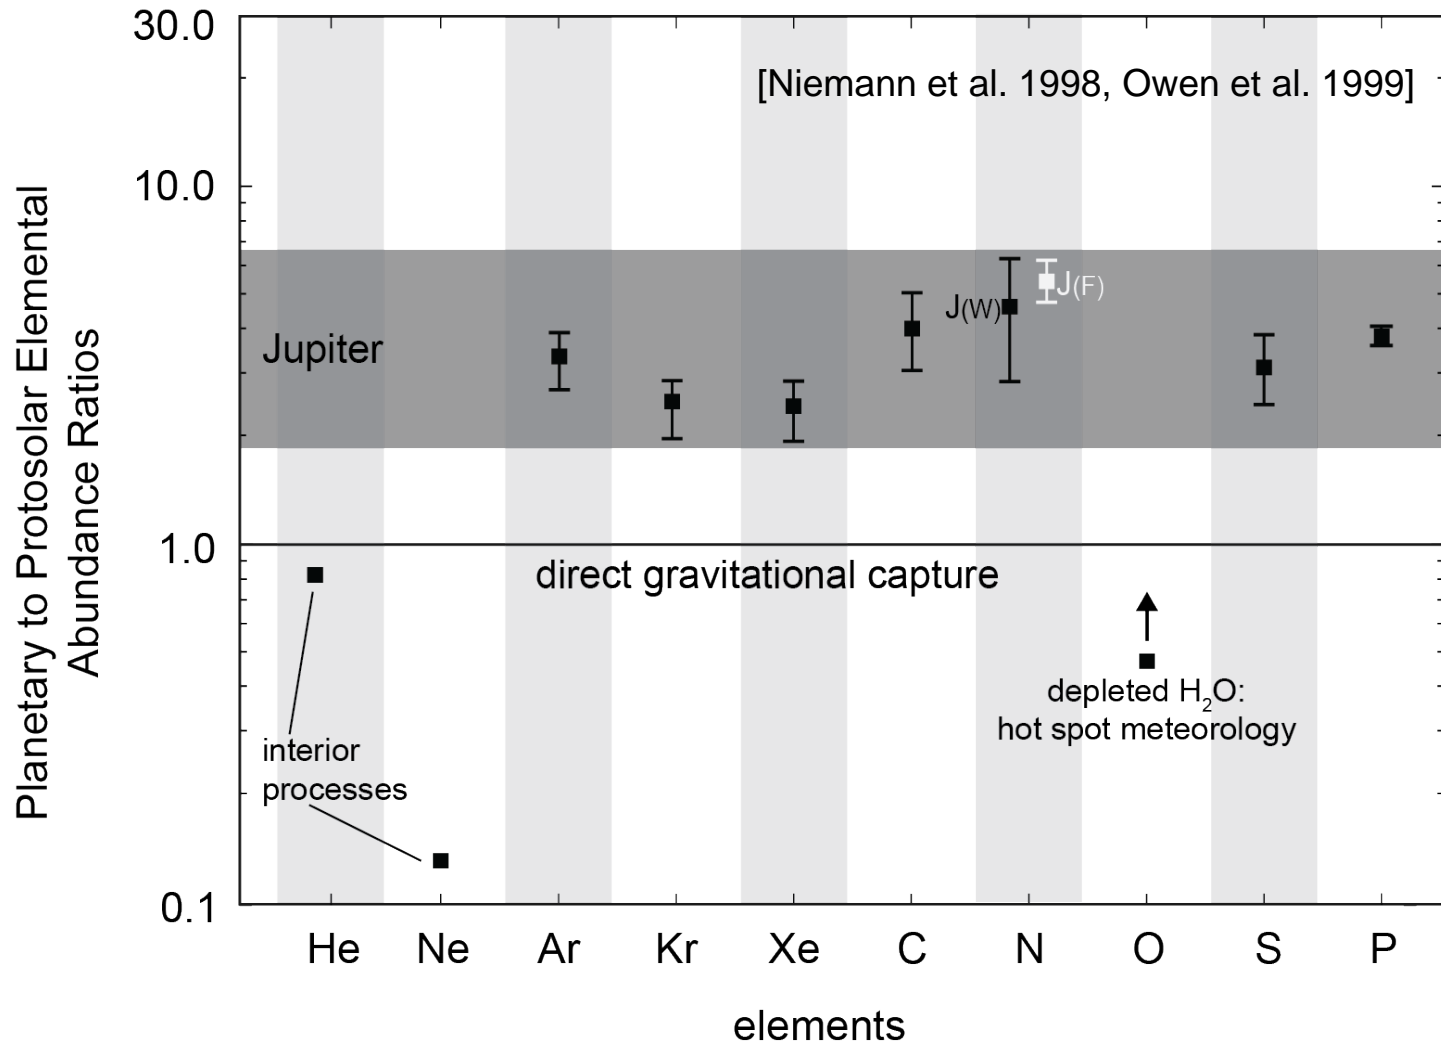 30.0
10.0
1.0
0.1
Planetary to Protosolar Elemental
Abundance Ratios
[Niemann et al. 1998, Owen et al. 1999]
Jupiter
J(W)
J(F)
direct gravitational capture
depleted H₂O:
hot spot meteorology
interior
processes
He Ne Ar Kr Xe C N O S P
elements